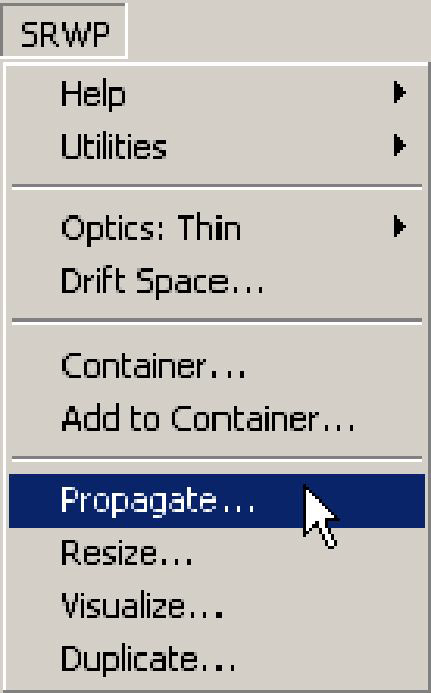 SRWP
Help
Utilities
Optics: Thin
Drift Space...
Container...
Add to Container...
Propagate...
Resize...
Visualize...
Duplicate...